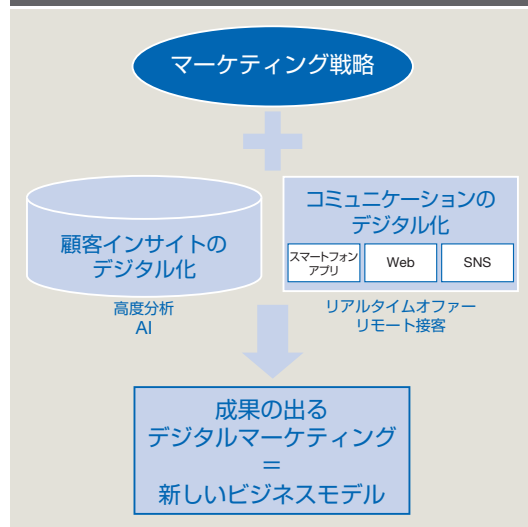 マーケティング戦略
顧客インサイトの
デジタル化
高度分析
AI
コミュニケーションの
デジタル化
スマートフォン
アプリ
Web
SNS
リアルタイムオファー
リモート接客
成果の出る
デジタルマーケティング
＝
新しいビジネスモデル